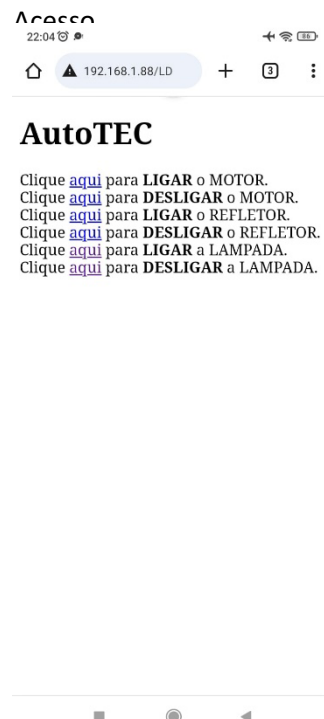 Acesso
22:04
86
192.168.1.88/LD
3
AutoTEC
Clique aqui para LIGAR o MOTOR.
Clique aqui para DESLIGAR o MOTOR.
Clique aqui para LIGAR o REFLETOR.
Clique aqui para DESLIGAR o REFLETOR.
Clique aqui para LIGAR a LAMPADA.
Clique aqui para DESLIGAR a LAMPADA.